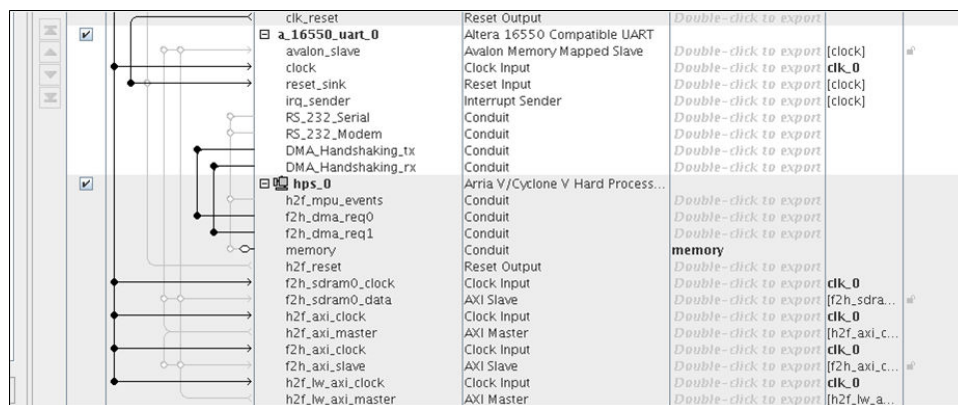 clk_reset Reset Output Double-click to export
a_16550_uart_0 Altera 16550 Compatible UART
avalon_slave Avalon Memory Mapped Slave Double-click to export [clock]
clock Clock Input Double-click to export clk_0
reset_sink Reset Input Double-click to export [clock]
irq_sender Interrupt Sender Double-click to export [clock]
RS_232_Serial Conduit Double-click to export
RS_232_Modem Conduit Double-click to export
DMA_Handshaking_tx Conduit Double-click to export
DMA_Handshaking_rx Conduit Double-click to export
hps_0 Arria V/Cyclone V Hard Process...
h2f_mpu_events Conduit Double-click to export
f2h_dma_req0 Conduit Double-click to export
f2h_dma_req1 Conduit Double-click to export
memory Conduit memory
h2f_reset Reset Output Double-click to export
f2h_sdram0_clock Clock Input Double-click to export clk_0
f2h_sdram0_data AXI Slave Double-click to export [f2h_sdra...
h2f_axi_clock Clock Input Double-click to export clk_0
h2f_axi_master AXI Master Double-click to export [h2f_axi_c...
f2h_axi_clock Clock Input Double-click to export clk_0
f2h_axi_slave AXI Slave Double-click to export [f2h_axi_c...
h2f_lw_axi_clock Clock Input Double-click to export clk_0
h2f_lw_axi_master AXI Master Double-click to export [h2f_lw_a...